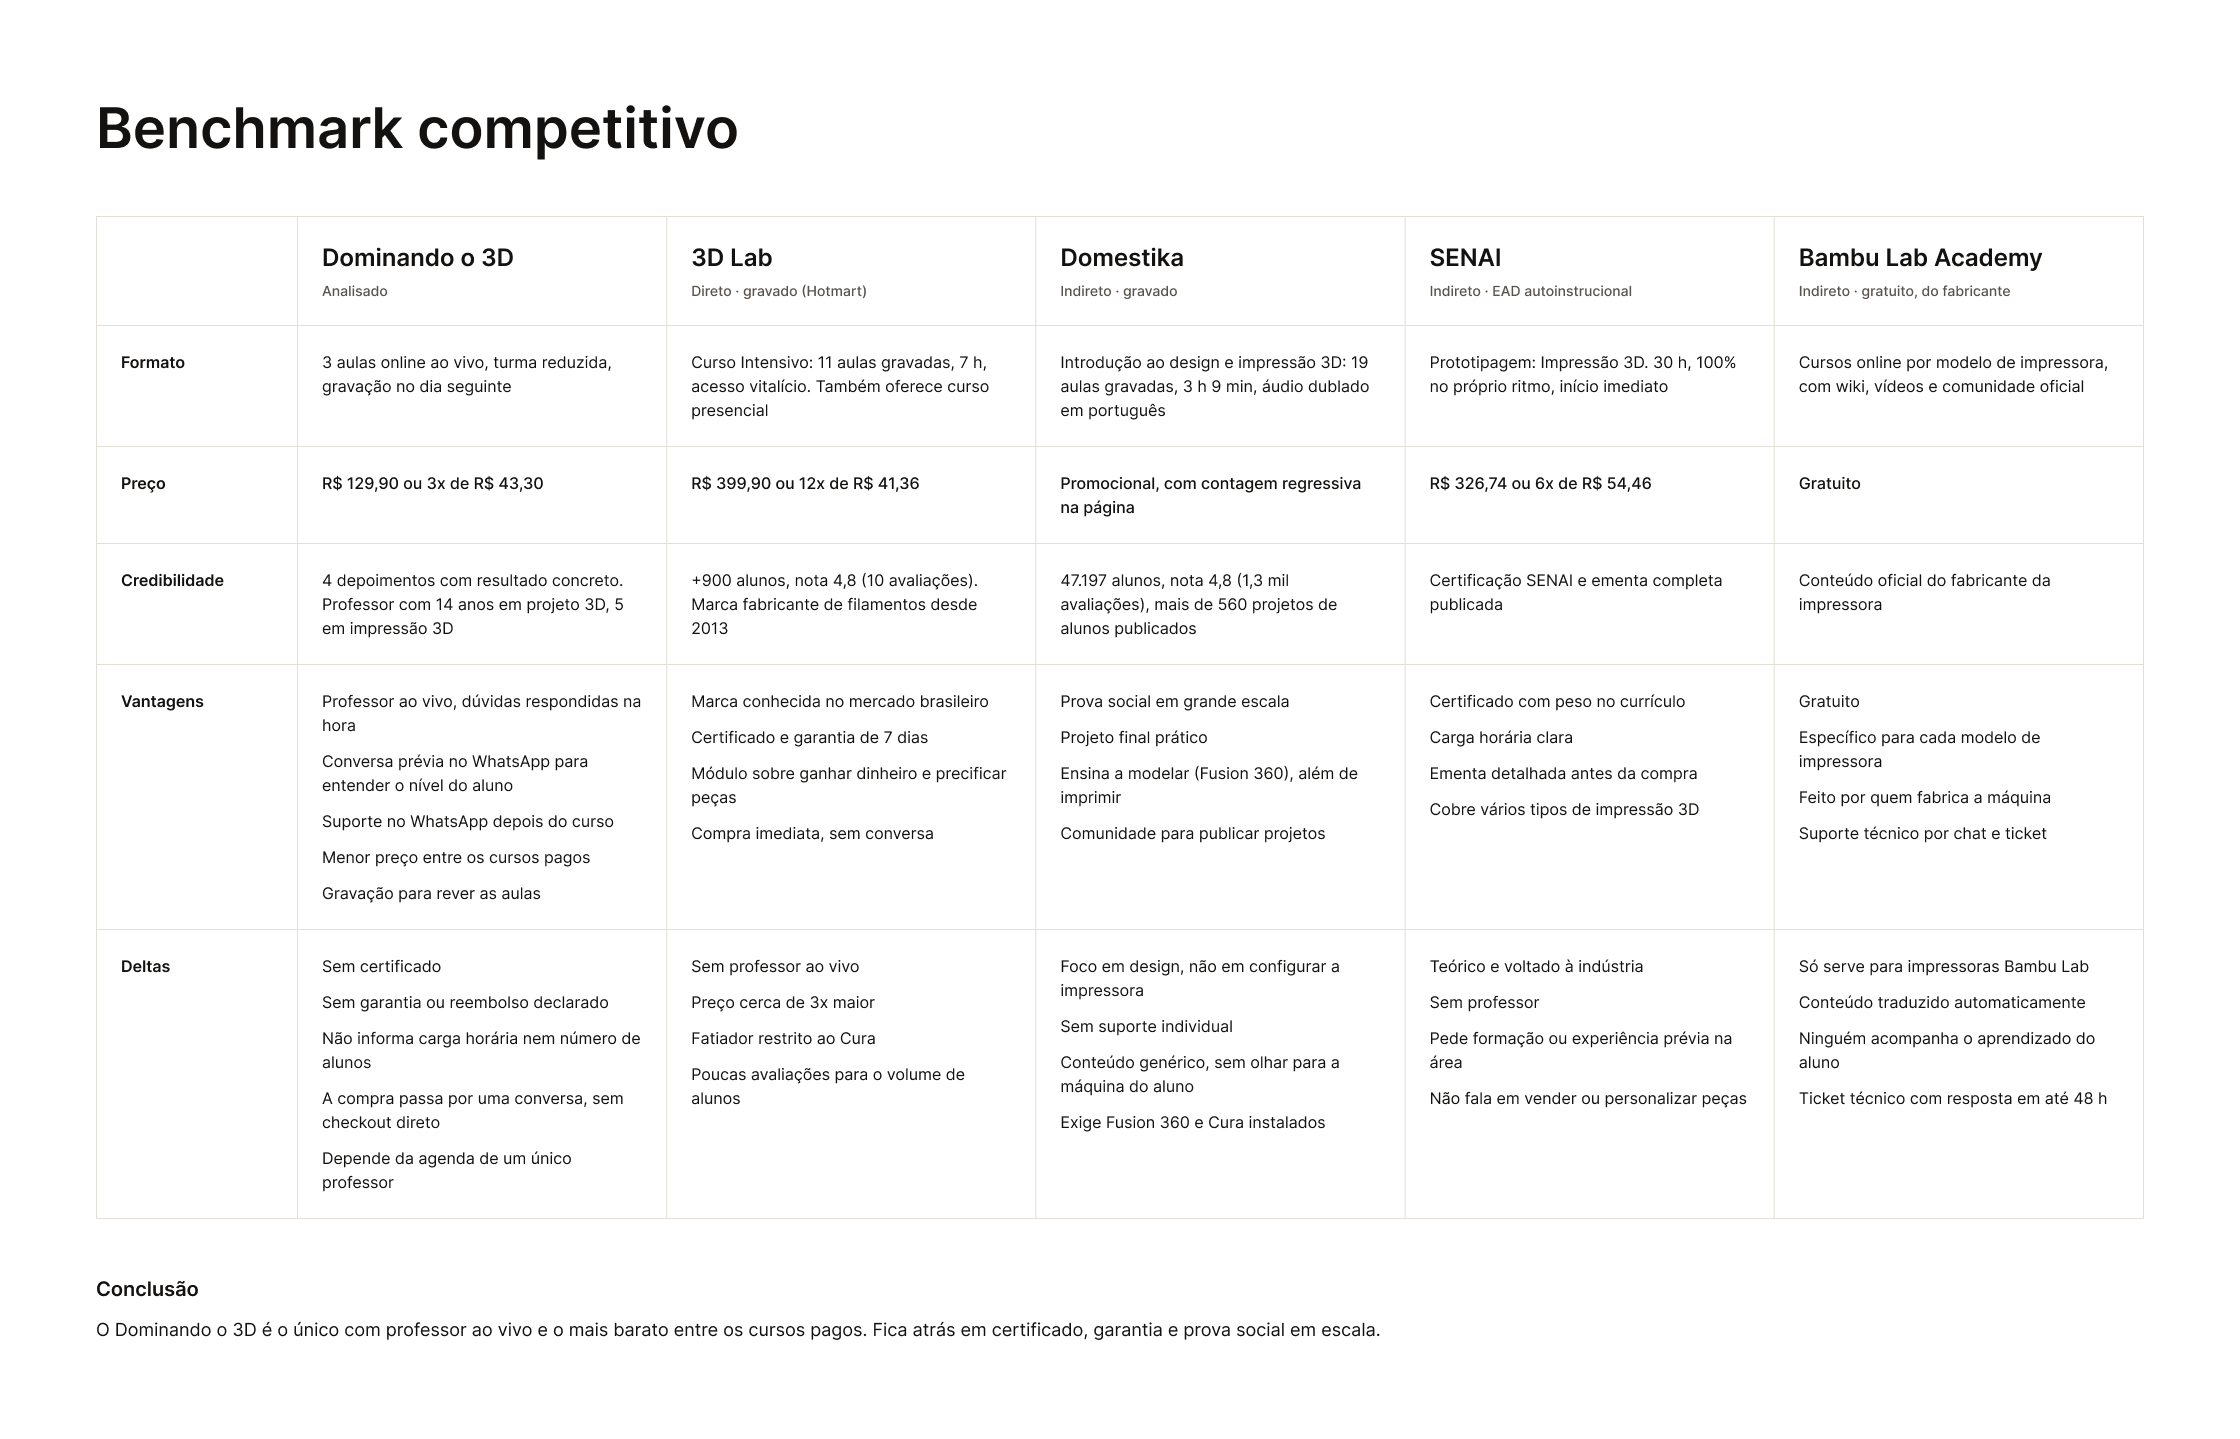 Benchmark competitivo
Dominando o 3D
Analisado
3D Lab
Direto · gravado (Hotmart)
Domestika
Indireto · gravado
SENAI
Indireto · EAD autoinstrucional
Bambu Lab Academy
Indireto · gratuito, do fabricante
Formato
3 aulas online ao vivo, turma reduzida,
gravação no dia seguinte
Curso Intensivo: 11 aulas gravadas, 7 h,
acesso vitalício. Também oferece curso
presencial
Introdução ao design e impressão 3D: 19
aulas gravadas, 3 h 9 min, áudio dublado
em português
Prototipagem: Impressão 3D. 30 h, 100%
no próprio ritmo, início imediato
Cursos online por modelo de impressora,
com wiki, vídeos e comunidade oficial
Preço
R$ 129,90 ou 3x de R$ 43,30
R$ 399,90 ou 12x de R$ 41,36
Promocional, com contagem regressiva
na página
R$ 326,74 ou 6x de R$ 54,46
Gratuito
Credibilidade
4 depoimentos com resultado concreto.
Professor com 14 anos em projeto 3D, 5
em impressão 3D
+900 alunos, nota 4,8 (10 avaliações).
Marca fabricante de filamentos desde
2013
47.197 alunos, nota 4,8 (1,3 mil
avaliações), mais de 560 projetos de
alunos publicados
Certificação SENAI e ementa completa
publicada
Conteúdo oficial do fabricante da
impressora
Vantagens
Professor ao vivo, dúvidas respondidas na
hora
Conversa prévia no WhatsApp para
entender o nível do aluno
Suporte no WhatsApp depois do curso
Menor preço entre os cursos pagos
Gravação para rever as aulas
Marca conhecida no mercado brasileiro
Certificado e garantia de 7 dias
Módulo sobre ganhar dinheiro e precificar
peças
Compra imediata, sem conversa
Prova social em grande escala
Projeto final prático
Ensina a modelar (Fusion 360), além de
imprimir
Comunidade para publicar projetos
Certificado com peso no currículo
Carga horária clara
Ementa detalhada antes da compra
Cobre vários tipos de impressão 3D
Gratuito
Específico para cada modelo de
impressora
Feito por quem fabrica a máquina
Suporte técnico por chat e ticket
Deltas
Sem certificado
Sem garantia ou reembolso declarado
Não informa carga horária nem número de
alunos
A compra passa por uma conversa, sem
checkout direto
Depende da agenda de um único
professor
Sem professor ao vivo
Preço cerca de 3x maior
Fatiador restrito ao Cura
Poucas avaliações para o volume de
alunos
Foco em design, não em configurar a
impressora
Sem suporte individual
Conteúdo genérico, sem olhar para a
máquina do aluno
Exige Fusion 360 e Cura instalados
Teórico e voltado à indústria
Sem professor
Pede formação ou experiência prévia na
área
Não fala em vender ou personalizar peças
Só serve para impressoras Bambu Lab
Conteúdo traduzido automaticamente
Ninguém acompanha o aprendizado do
aluno
Ticket técnico com resposta em até 48 h
Conclusão
O Dominando o 3D é o único com professor ao vivo e o mais barato entre os cursos pagos. Fica atrás em certificado, garantia e prova social em escala.